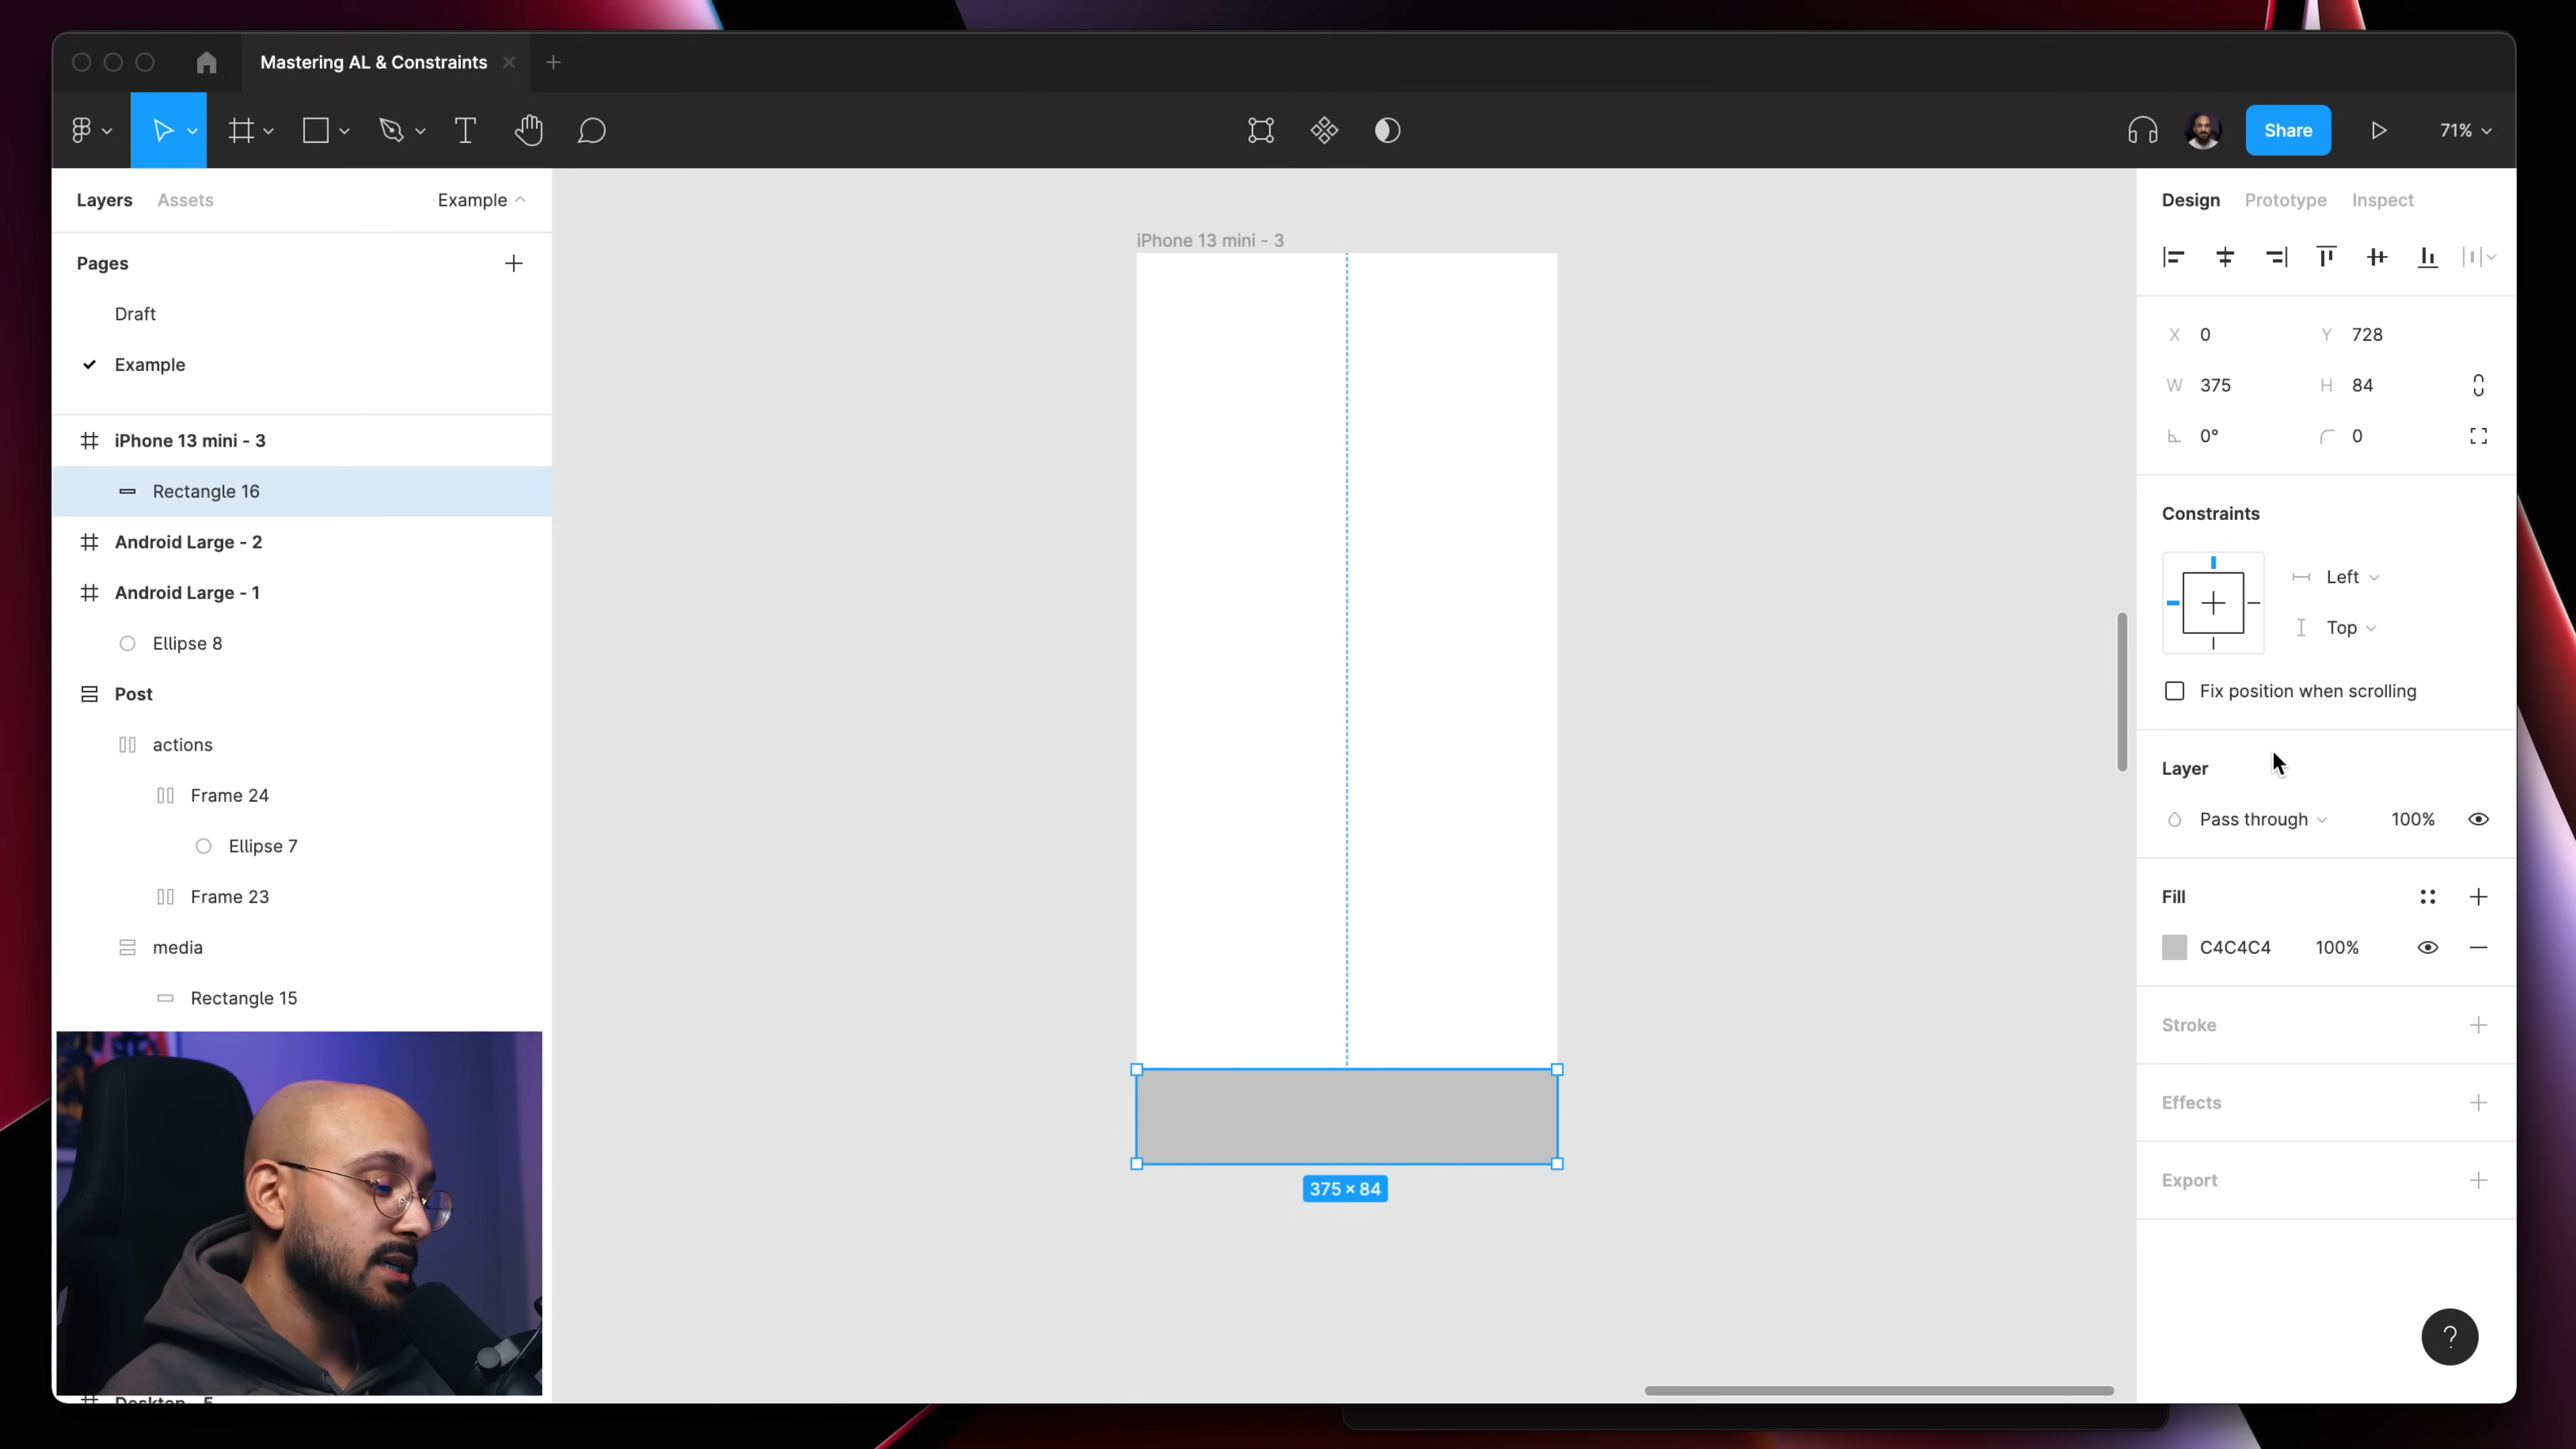 Mastering AL & Constraints
Share
71%
Layers
Assets
Example
Pages
Draft
Example
iPhone 13 mini - 3
Rectangle 16
Android Large - 2
Android Large - 1
Ellipse 8
Post
actions
Frame 24
Ellipse 7
Frame 23
media
Rectangle 15
Desktop - 5
iPhone 13 mini - 3
375 × 84
Design
Prototype
Inspect
X 0 Y 728
W 375 H 84
0° 0
Constraints
Left
Top
Fix position when scrolling
Layer
Pass through 100%
Fill
C4C4C4 100%
Stroke
Effects
Export
?